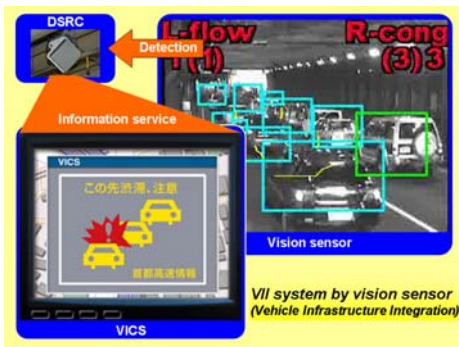 DSRC
Detection
L-flow
1(1)
R-cong
(3)3
Information service
VICS
この先渋滞、注意
首都高速情報
VICS
Vision sensor
VII system by vision sensor
(Vehicle Infrastructure Integration)